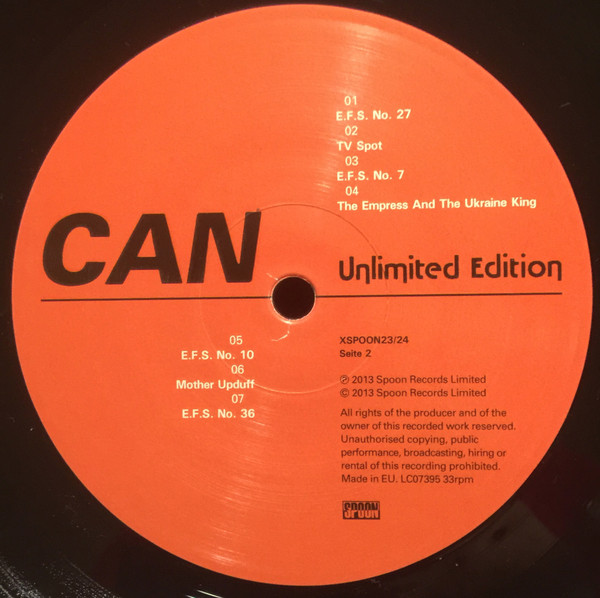 01
E.F.S. No. 27
02
TV Spot
03
E.F.S. No. 7
04
The Empress And The Ukraine King
CAN
Unlimited Edition
05
E.F.S. No. 10
06
Mother Upduff
07
E.F.S. No. 36
XSPOON23/24
Seite 2
℗ 2013 Spoon Records Limited
© 2013 Spoon Records Limited
All rights of the producer and of the
owner of this recorded work reserved.
Unauthorised copying, public
performance, broadcasting, hiring or
rental of this recording prohibited.
Made in EU. LC07395 33rpm
SPOON